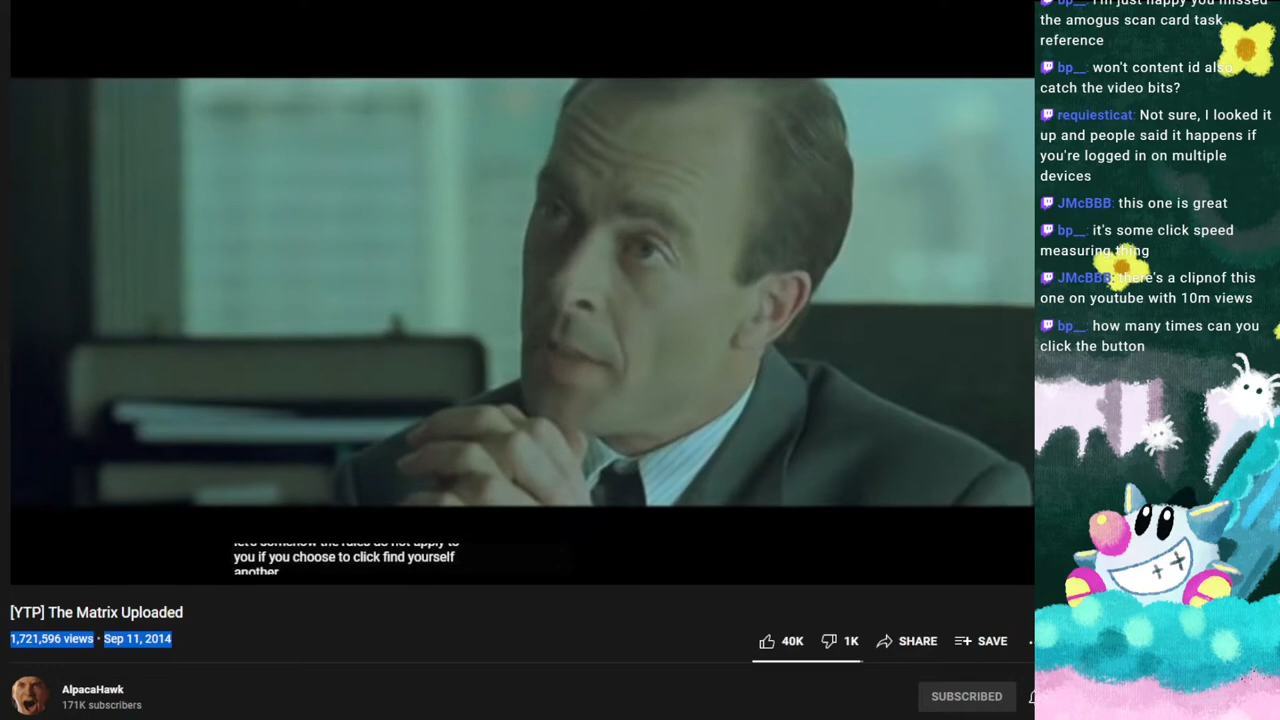 bp__: I'm just happy you missed
the amogus scan card task
reference
bp__: won't content id also
catch the video bits?
requiesticat: Not sure, I looked it
up and people said it happens if
you're logged in on multiple
devices
JMcBBB: this one is great
bp__: it's some click speed
measuring thing
JMcBBB: there's a clipnof this
one on youtube with 10m views
bp__: how many times can you
click the button
let's somehow the rules do not apply to
you if you choose to click find yourself
another
[YTP] The Matrix Uploaded
1,721,596 views • Sep 11, 2014
40K 1K SHARE SAVE
AlpacaHawk
171K subscribers
SUBSCRIBED